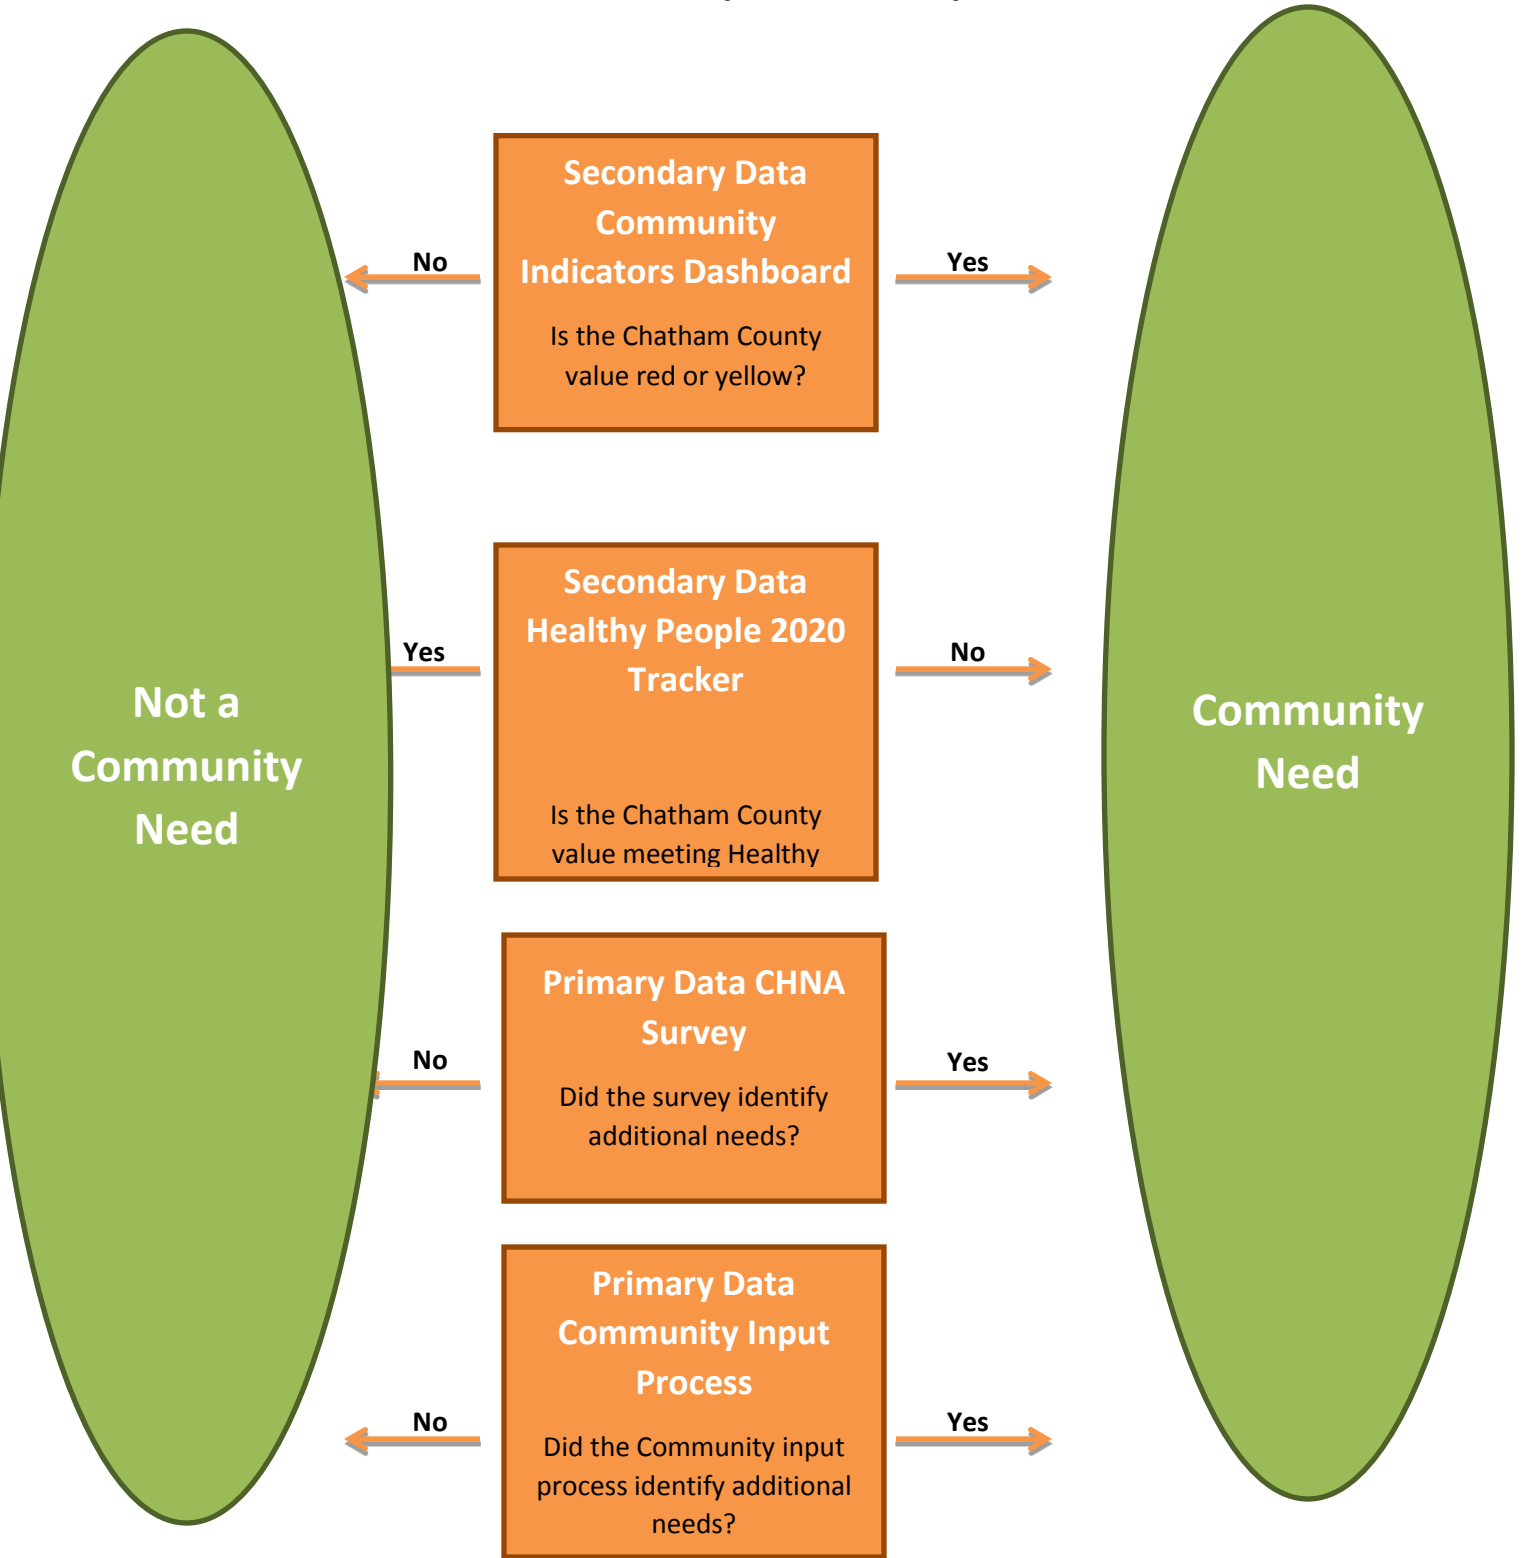 Secondary Data
Community
Indicators Dashboard
Is the Chatham County
value red or yellow?
No
Yes
Secondary Data
Healthy People 2020
Tracker
Is the Chatham County
value meeting Healthy
Yes
No
Not a
Community
Need
Community
Need
Primary Data CHNA
Survey
Did the survey identify
additional needs?
No
Yes
Primary Data
Community Input
Process
Did the Community input
process identify additional
needs?
No
Yes